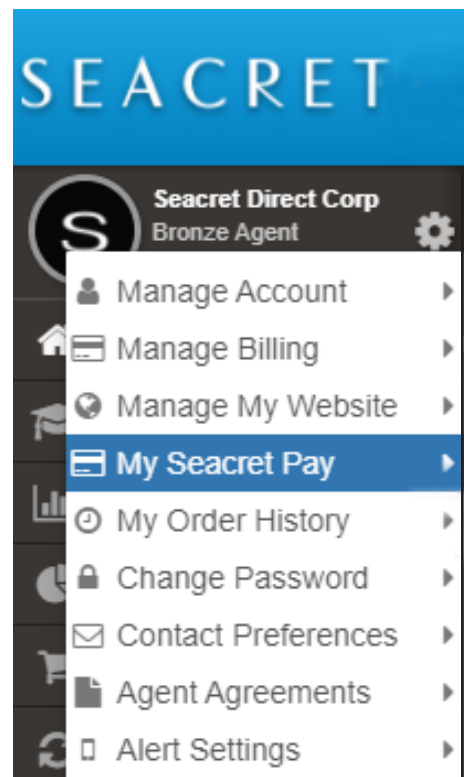 SEACRET
S
Seacret Direct Corp
Bronze Agent
Manage Account
Manage Billing
Manage My Website
My Seacret Pay
My Order History
Change Password
Contact Preferences
Agent Agreements
Alert Settings